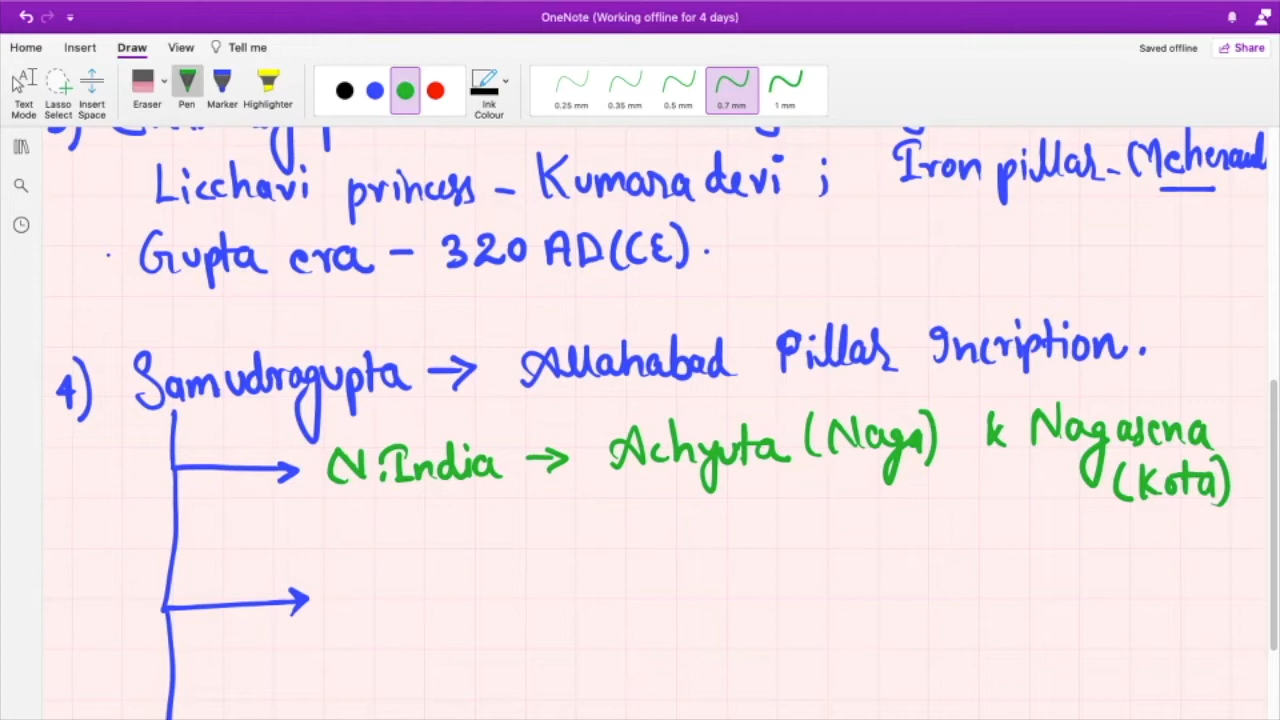 OneNote (Working offline for 4 days)
Home Insert Draw View Tell me
Saved offline Share
Text Mode Lasso Select Insert Space Eraser Pen Marker Highlighter Ink Colour 0.25 mm 0.35 mm 0.5 mm 0.7 mm 1 mm
Licchavi princess - Kumaradevi ; Iron pillar - Meheraul
· Gupta era - 320 AD(CE).
4) Samudragupta → Allahabad Pillar Incription.
N.India → Achyuta (Naga) & Nagasena
(Kota)